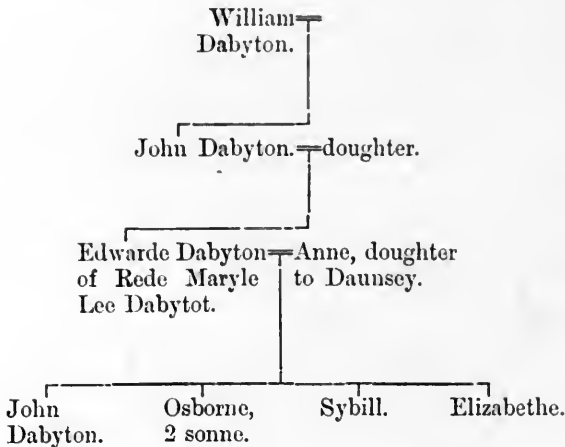 William
Dabyton.
John Dabyton. doughter.
Edwarde Dabyton Anne, doughter
of Rede Maryle to Daunsey.
Lee Dabytot.
John Osborne, Sybill. Elizabethe.
Dabyton. 2 sonne.